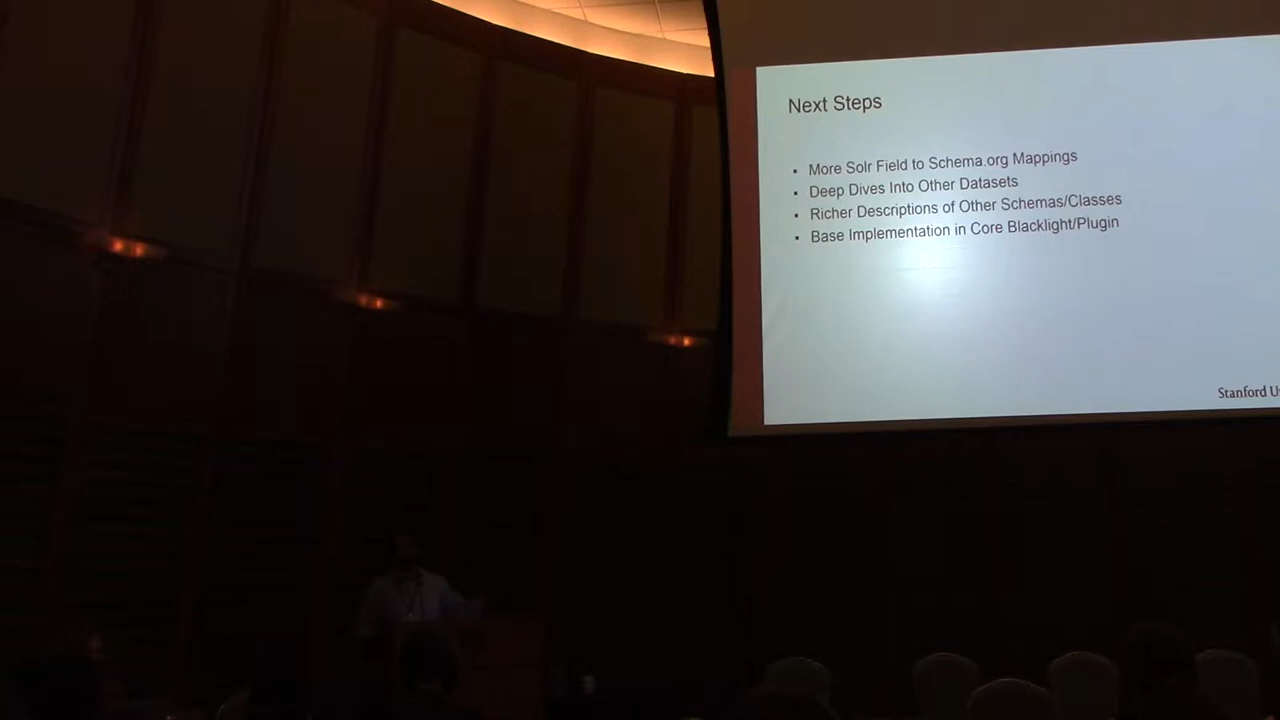 Next Steps
▪ More Solr Field to Schema.org Mappings
▪ Deep Dives Into Other Datasets
▪ Richer Descriptions of Other Schemas/Classes
▪ Base Implementation in Core Blacklight/Plugin
Stanford U